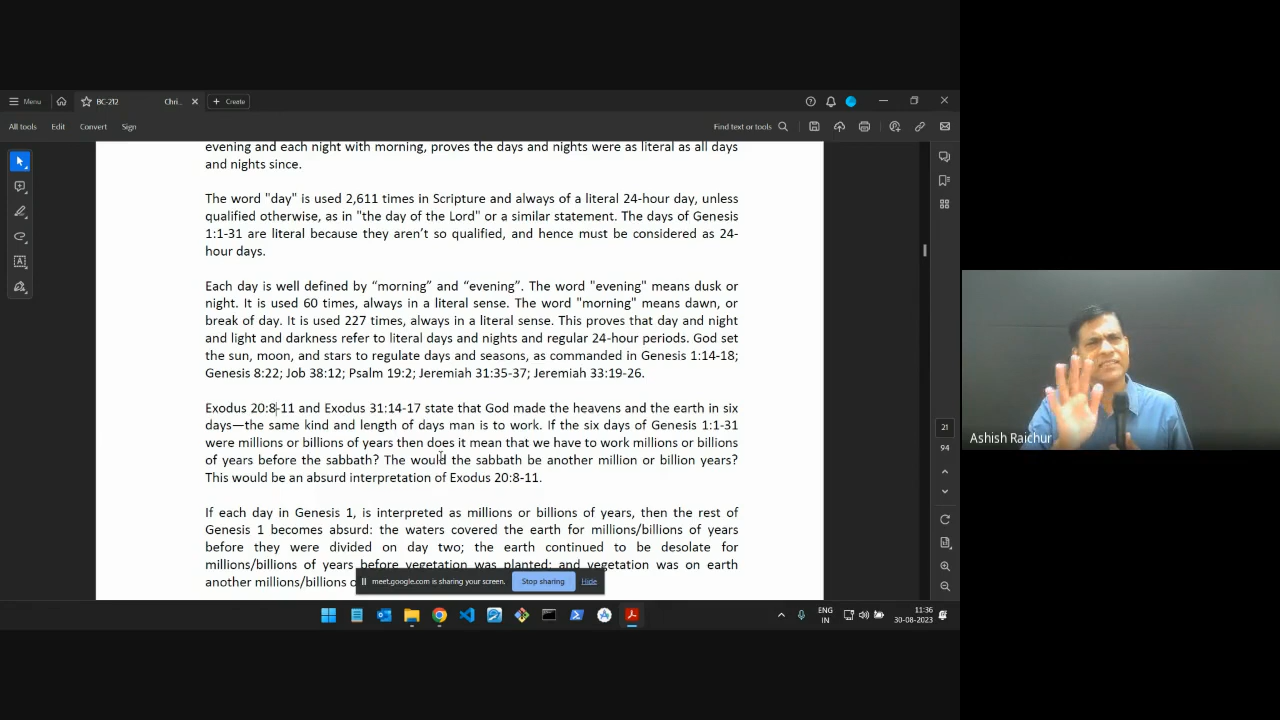 Menu
BC-212
Chri...
Create
All tools
Edit
Convert
Sign
Find text or tools
evening and each night with morning, proves the days and nights were as literal as all days
and nights since.
The word "day" is used 2,611 times in Scripture and always of a literal 24-hour day, unless
qualified otherwise, as in "the day of the Lord" or a similar statement. The days of Genesis
1:1-31 are literal because they aren't so qualified, and hence must be considered as 24-
hour days.
Each day is well defined by “morning” and “evening”. The word "evening" means dusk or
night. It is used 60 times, always in a literal sense. The word "morning" means dawn, or
break of day. It is used 227 times, always in a literal sense. This proves that day and night
and light and darkness refer to literal days and nights and regular 24-hour periods. God set
the sun, moon, and stars to regulate days and seasons, as commanded in Genesis 1:14-18;
Genesis 8:22; Job 38:12; Psalm 19:2; Jeremiah 31:35-37; Jeremiah 33:19-26.
Exodus 20:8-11 and Exodus 31:14-17 state that God made the heavens and the earth in six
days—the same kind and length of days man is to work. If the six days of Genesis 1:1-31
were millions or billions of years then does it mean that we have to work millions or billions
of years before the sabbath? The would the sabbath be another million or billion years?
This would be an absurd interpretation of Exodus 20:8-11.
If each day in Genesis 1, is interpreted as millions or billions of years, then the rest of
Genesis 1 becomes absurd: the waters covered the earth for millions/billions of years
before they were divided on day two; the earth continued to be desolate for
millions/billions of years before vegetation was planted; and vegetation was on earth
another millions/billions
meet.google.com is sharing your screen.
Stop sharing
Hide
21
94
ENG
IN
11:36
30-08-2023
Ashish Raichur